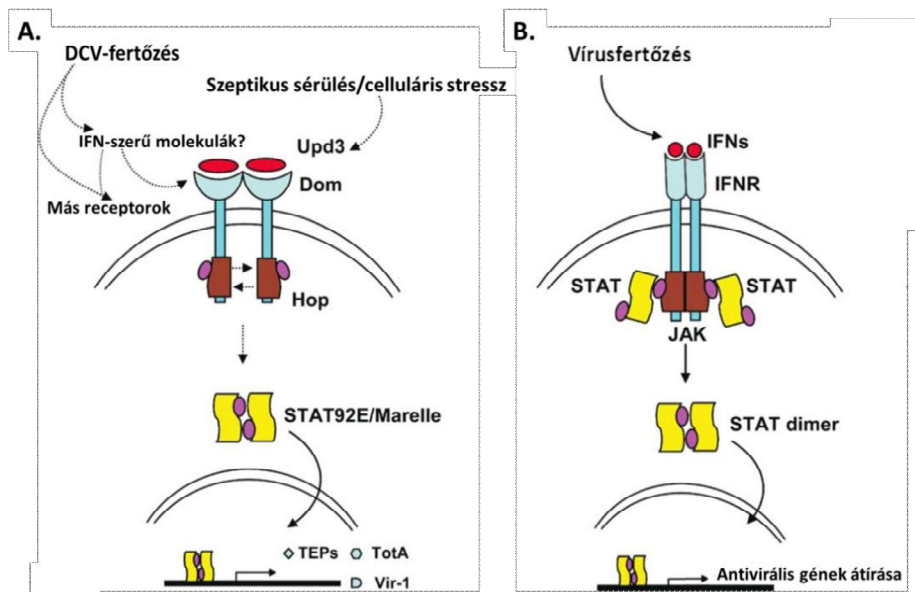 A.
DCV-fertőzés
Szeptikus sérülés/celluláris stressz
IFN-szerű molekulák?
Upd3
Dom
Más receptorok
Hop
STAT92E/Marelle
TEPs
TotA
Vir-1
B.
Vírusfertőzés
IFNs
IFNR
STAT
STAT
JAK
STAT dimer
Antivirális gének átírása